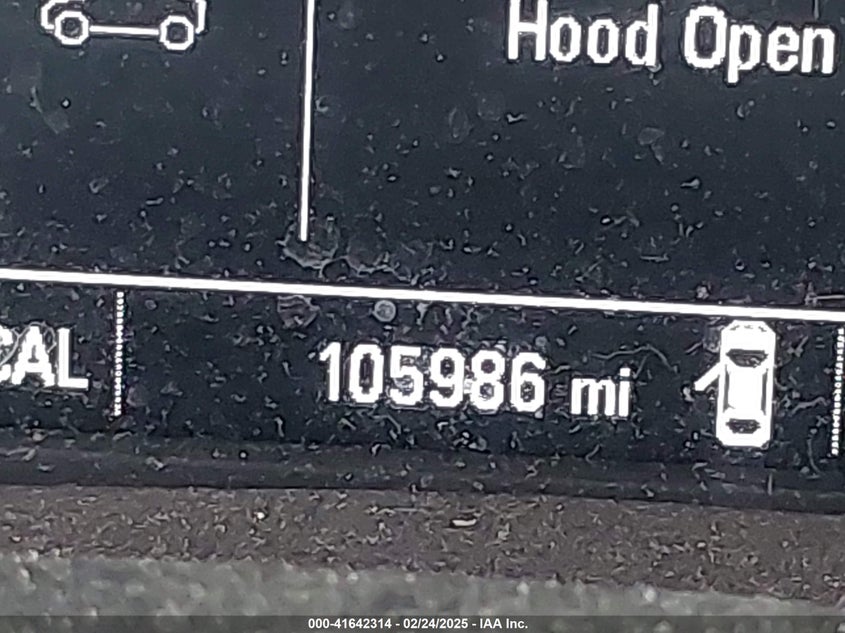 Hood Open
CAL
105986 mi
000-41642314 - 02/24/2025 - IAA Inc.